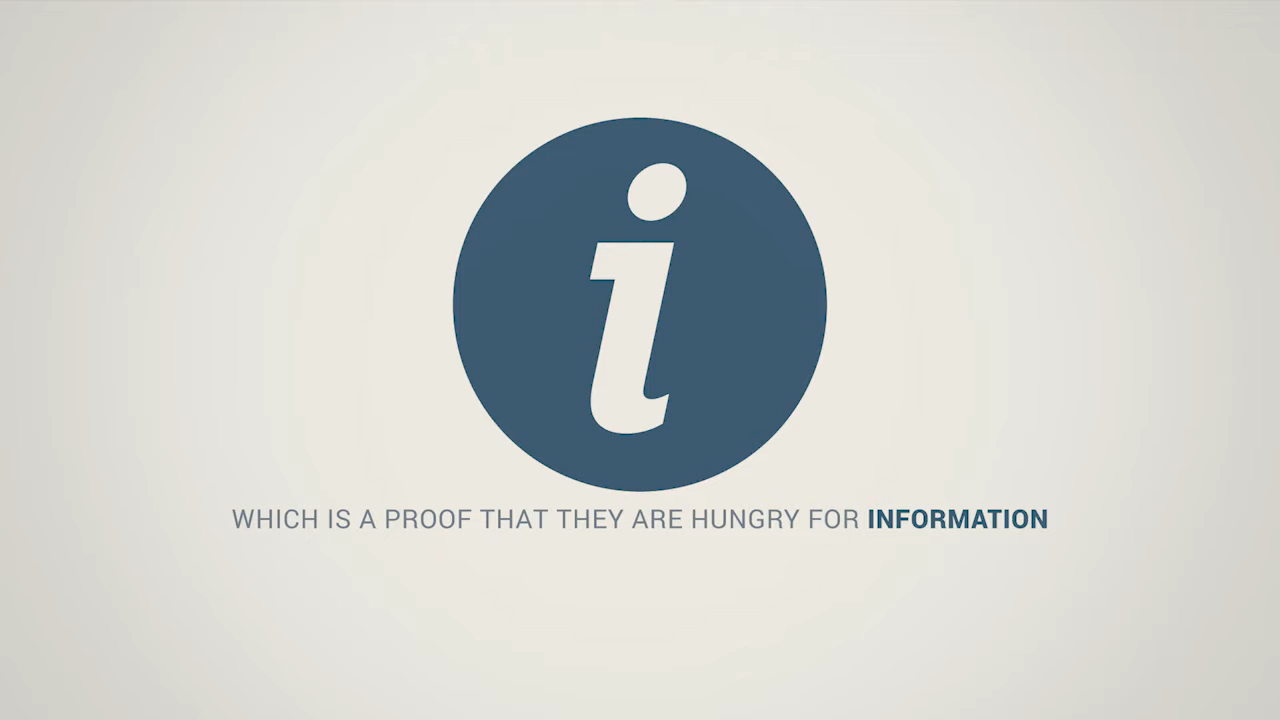 i
WHICH IS A PROOF THAT THEY ARE HUNGRY FOR INFORMATION